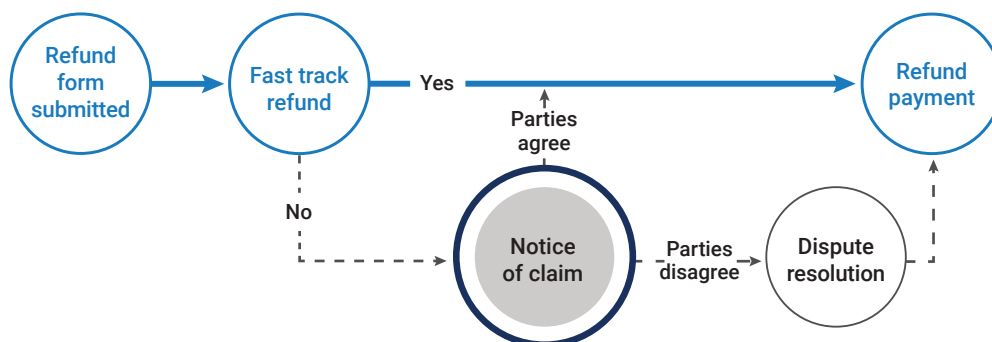 Refund
form
submitted
Fast track
refund
Yes
Refund
payment
Parties
agree
No
Notice
of claim
Parties
disagree
Dispute
resolution